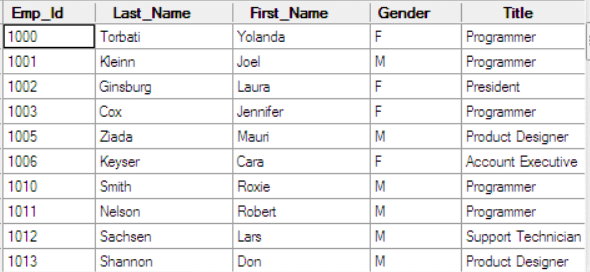 Emp_Id Last_Name First_Name Gender Title
1000 Torbati Yolanda F Programmer
1001 Kleinn Joel M Programmer
1002 Ginsburg Laura F President
1003 Cox Jennifer F Programmer
1005 Ziada Mauri M Product Designer
1006 Keyser Cara F Account Executive
1010 Smith Roxie M Programmer
1011 Nelson Robert M Programmer
1012 Sachsen Lars M Support Technician
1013 Shannon Don M Product Designer